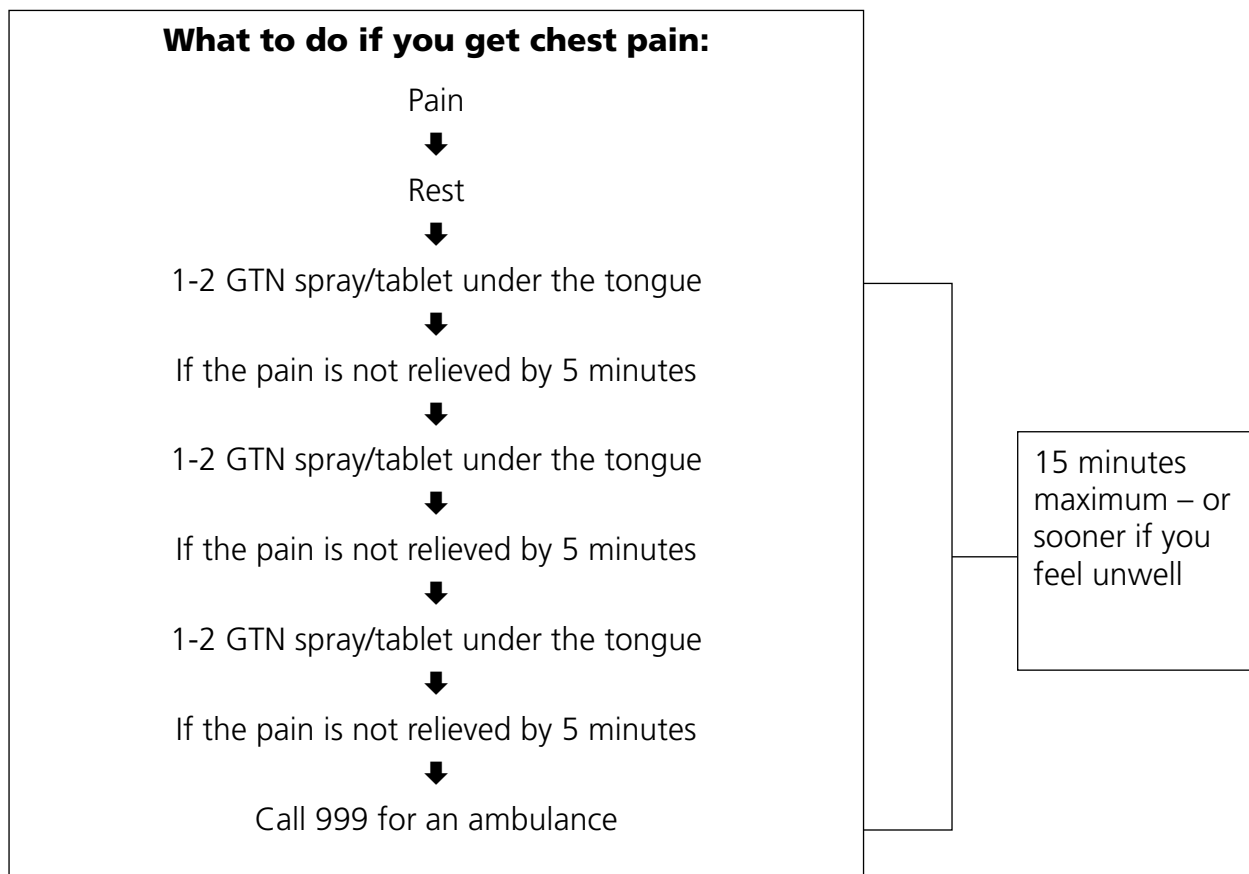 What to do if you get chest pain:
Pain
Rest
1-2 GTN spray/tablet under the tongue
If the pain is not relieved by 5 minutes
1-2 GTN spray/tablet under the tongue
If the pain is not relieved by 5 minutes
1-2 GTN spray/tablet under the tongue
If the pain is not relieved by 5 minutes
Call 999 for an ambulance
15 minutes
maximum – or
sooner if you
feel unwell